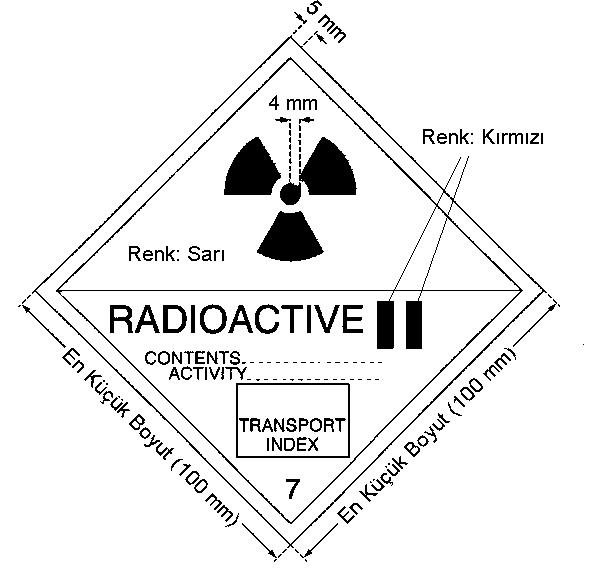 5 mm
4 mm
Renk: Kırmızı
Renk: Sarı
RADIOACTIVE II
CONTENTS
ACTIVITY
TRANSPORT
INDEX
7
En Küçük Boyut (100 mm)
En Küçük Boyut (100 mm)